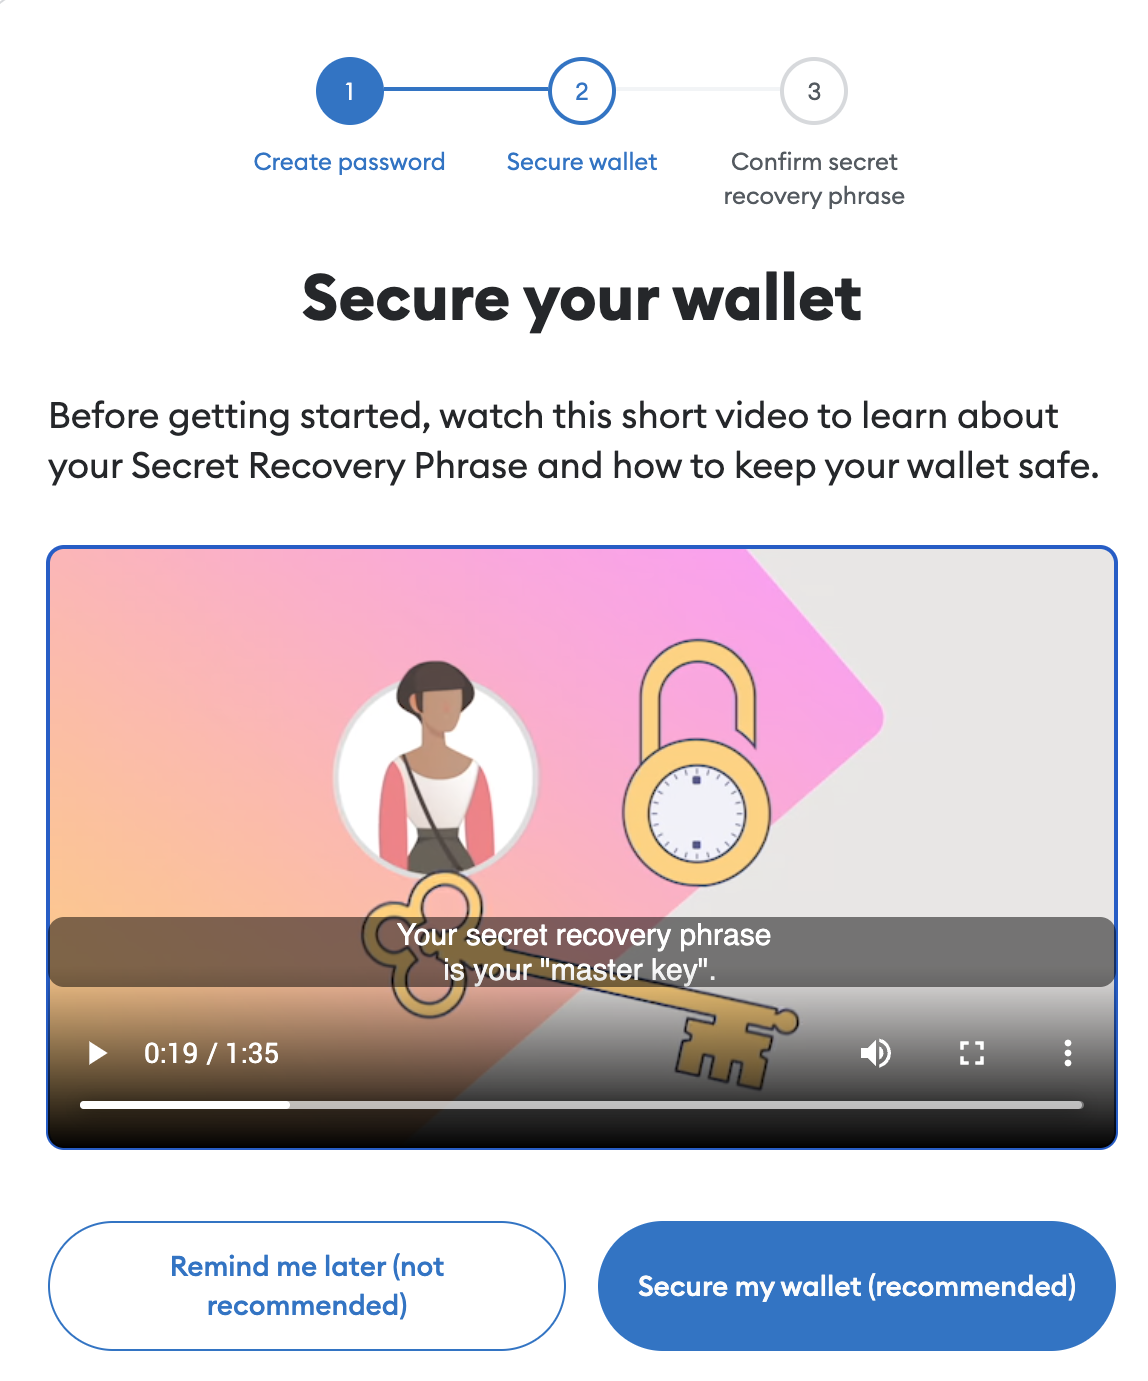 1
2
3
Create password
Secure wallet
Confirm secret
recovery phrase
Secure your wallet
Before getting started, watch this short video to learn about
your Secret Recovery Phrase and how to keep your wallet safe.
Your secret recovery phrase
is your "master key".
0:19 / 1:35
Remind me later (not
recommended)
Secure my wallet (recommended)